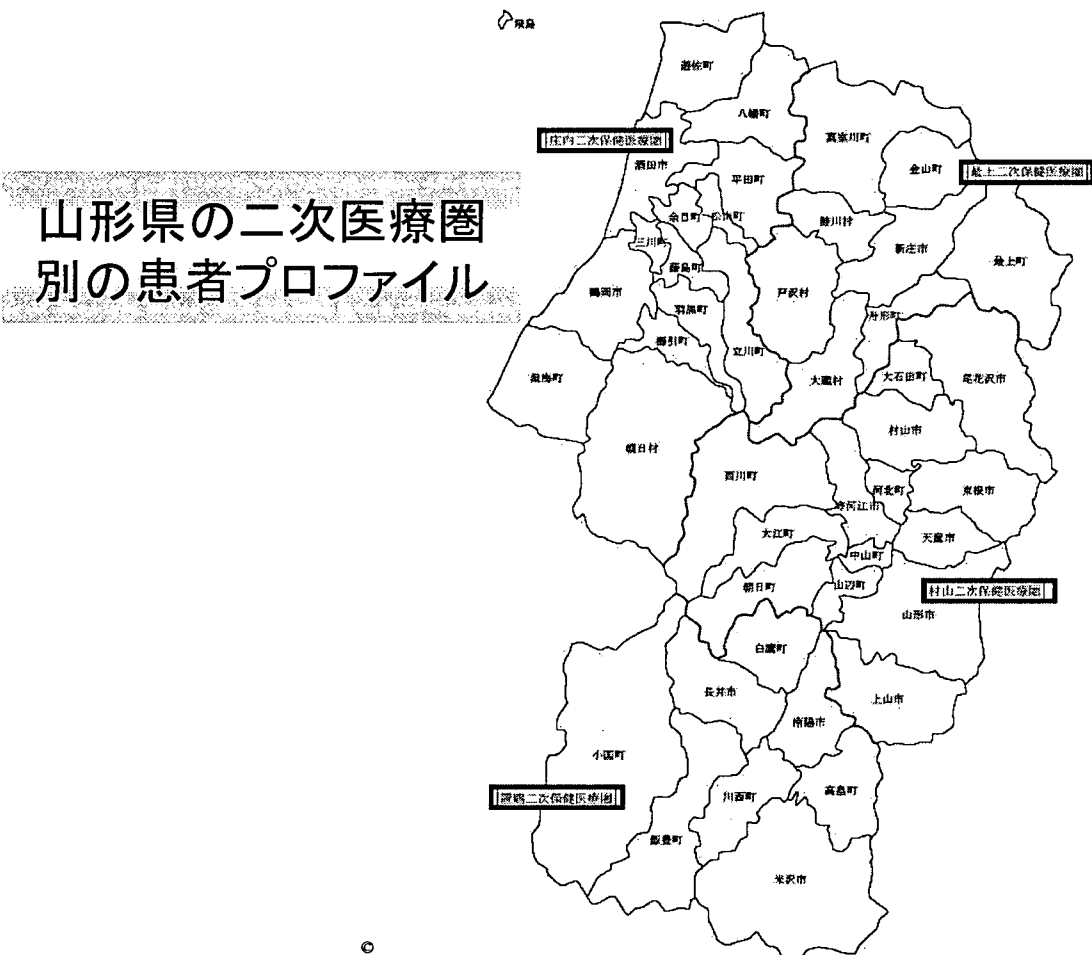 飛島
遊佐町
八幡町
真室川町
庄内二次保健医療圏
酒田市
金山町
最上二次保健医療圏
平田町
山形県の二次医療圏
別の患者プロファイル
余目町
松山町
鮭川村
三川町
新庄市
最上町
藤島町
鶴岡市
戸沢村
羽黒町
舟形町
櫛引町
立川町
温海町
大蔵村
大石田町
尾花沢市
村山市
朝日村
西川町
河北町
東根市
寒河江市
大江町
天童市
中山町
朝日町
山辺町
村山二次保健医療圏
山形市
白鷹町
長井市
上山市
南陽市
小国町
川西町
高畠町
置賜二次保健医療圏
飯豊町
米沢市
©